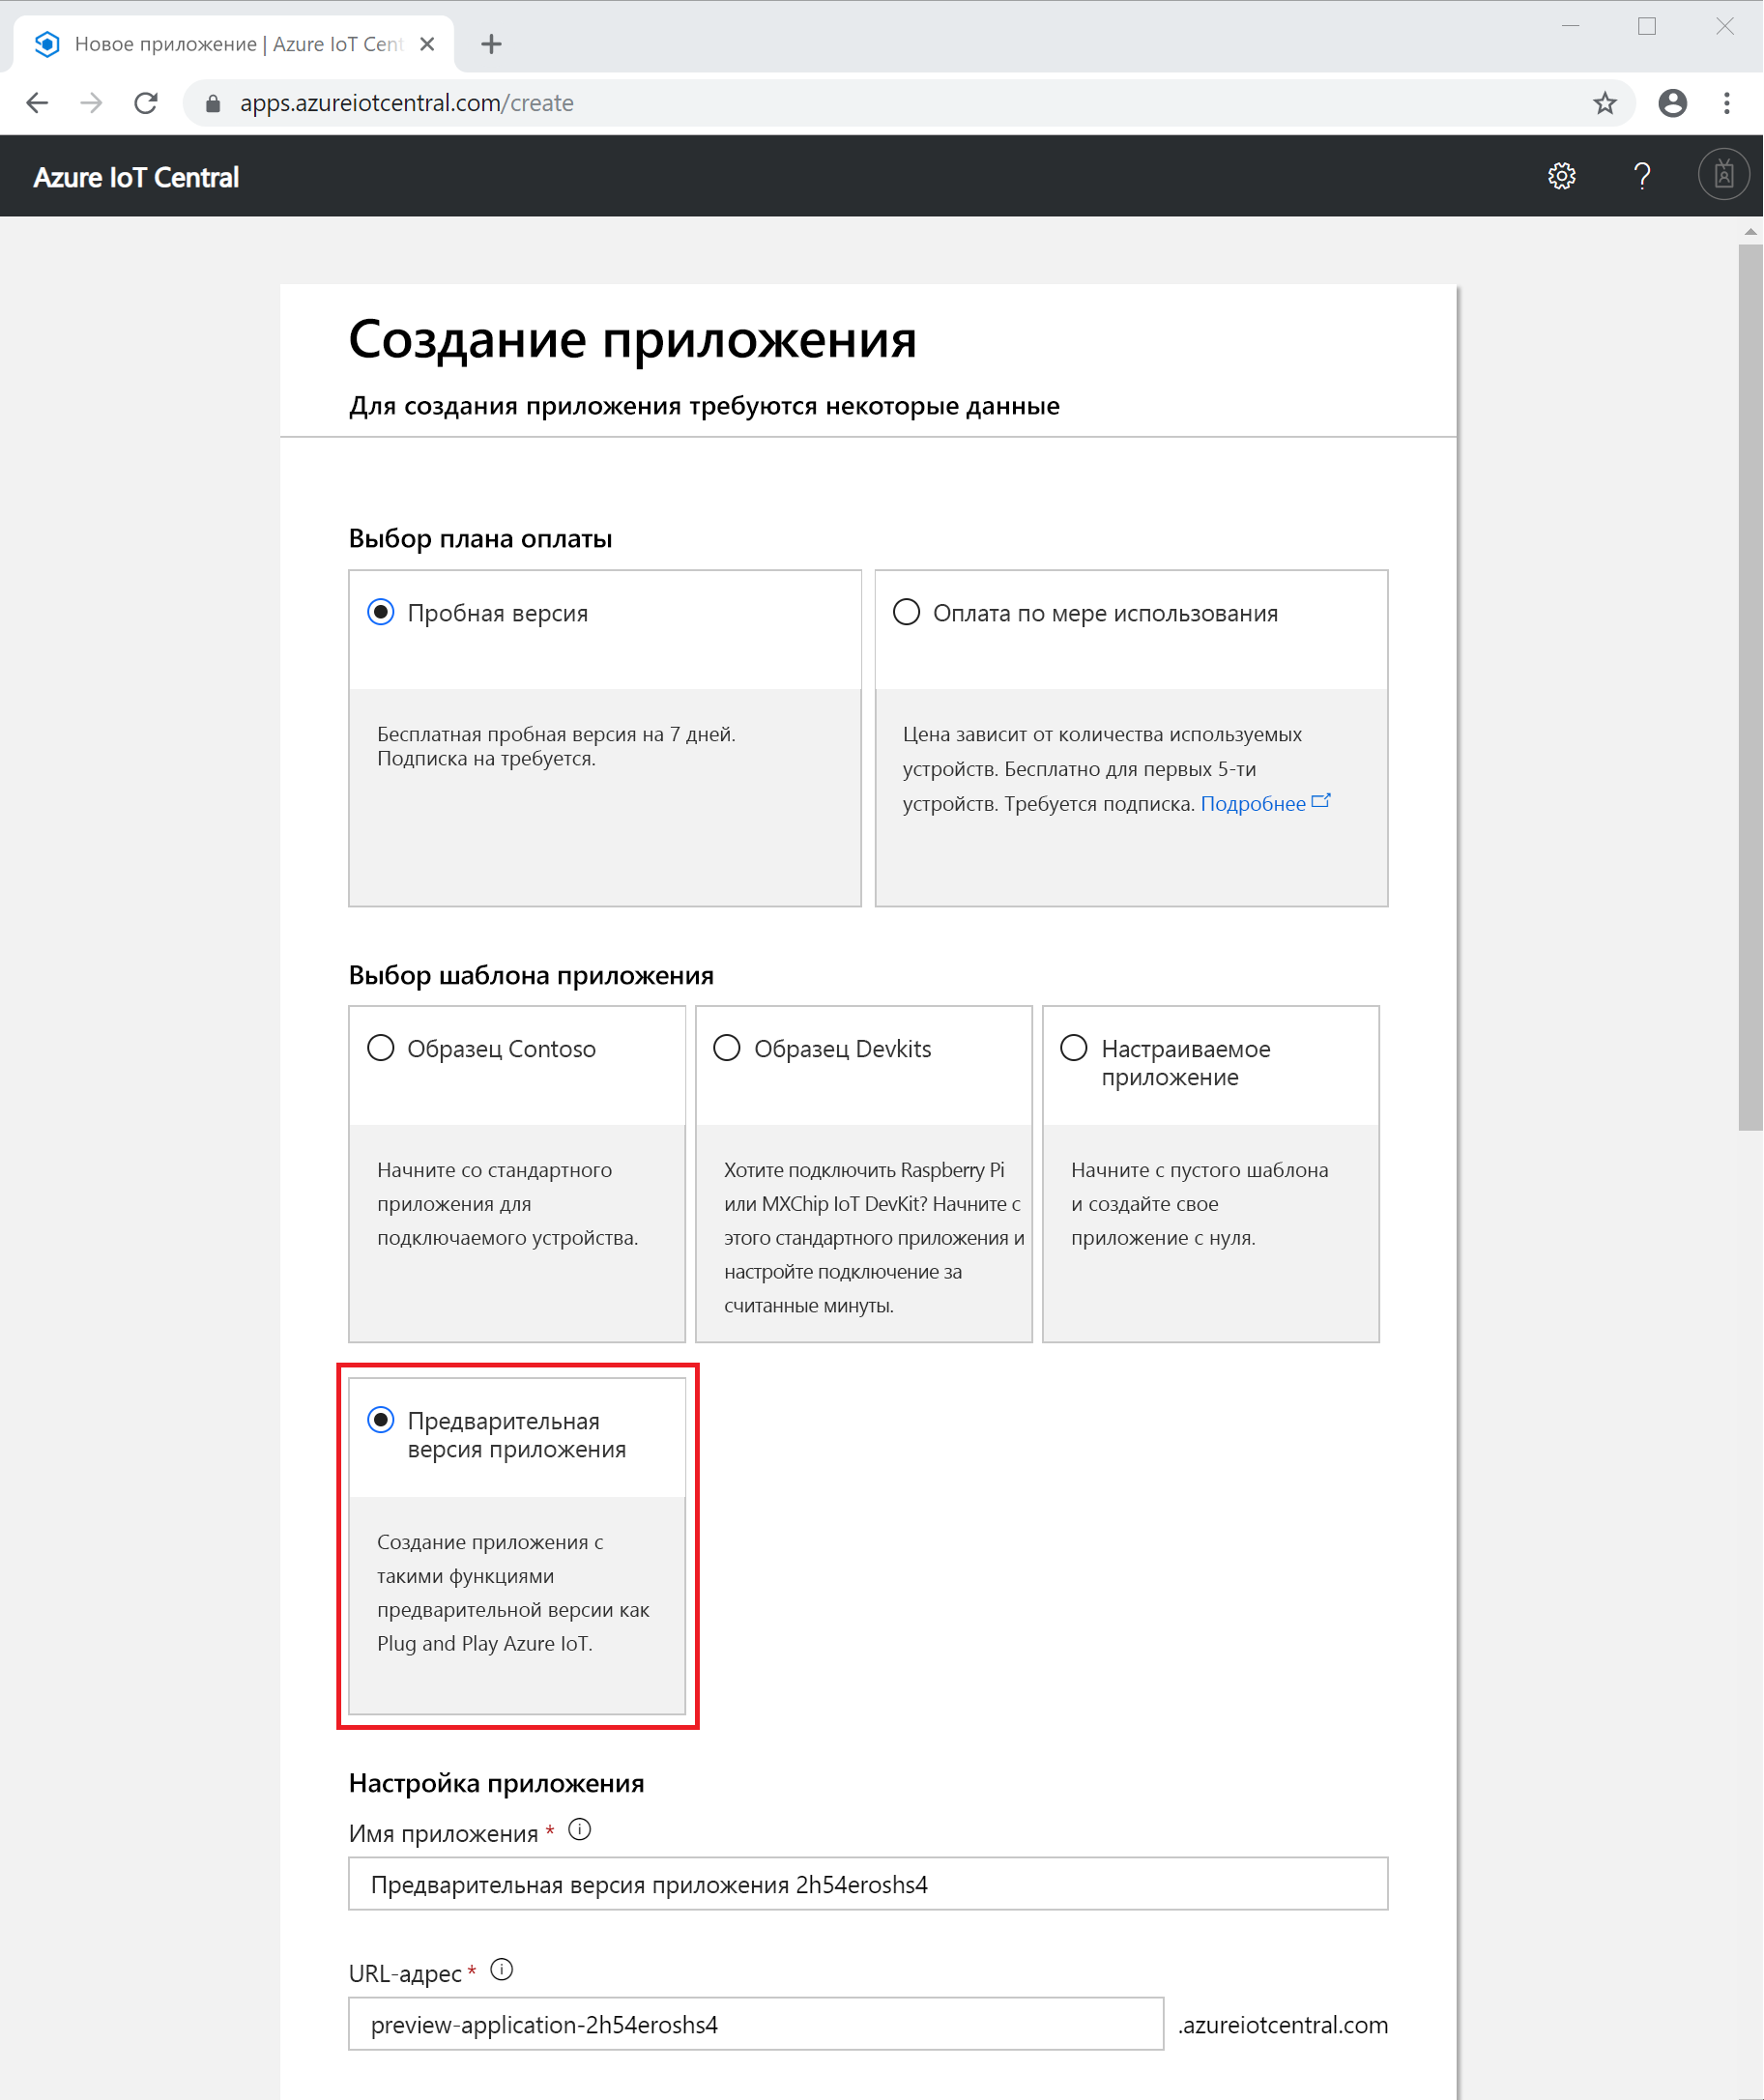 Новое приложение | Azure IoT Cent
apps.azureiotcentral.com/create
Azure IoT Central
Создание приложения
Для создания приложения требуются некоторые данные
Выбор плана оплаты
Пробная версия
Бесплатная пробная версия на 7 дней.
Подписка на требуется.
Оплата по мере использования
Цена зависит от количества используемых
устройств. Бесплатно для первых 5-ти
устройств. Требуется подписка. Подробнее
Выбор шаблона приложения
Образец Contoso
Начните со стандартного
приложения для
подключаемого устройства.
Образец Devkits
Хотите подключить Raspberry Pi
или MXChip IoT DevKit? Начните с
этого стандартного приложения и
настройте подключение за
считанные минуты.
Настраиваемое
приложение
Начните с пустого шаблона
и создайте свое
приложение с нуля.
Предварительная
версия приложения
Создание приложения с
такими функциями
предварительной версии как
Plug and Play Azure IoT.
Настройка приложения
Имя приложения *
Предварительная версия приложения 2h54eroshs4
URL-адрес *
preview-application-2h54eroshs4 .azureiotcentral.com